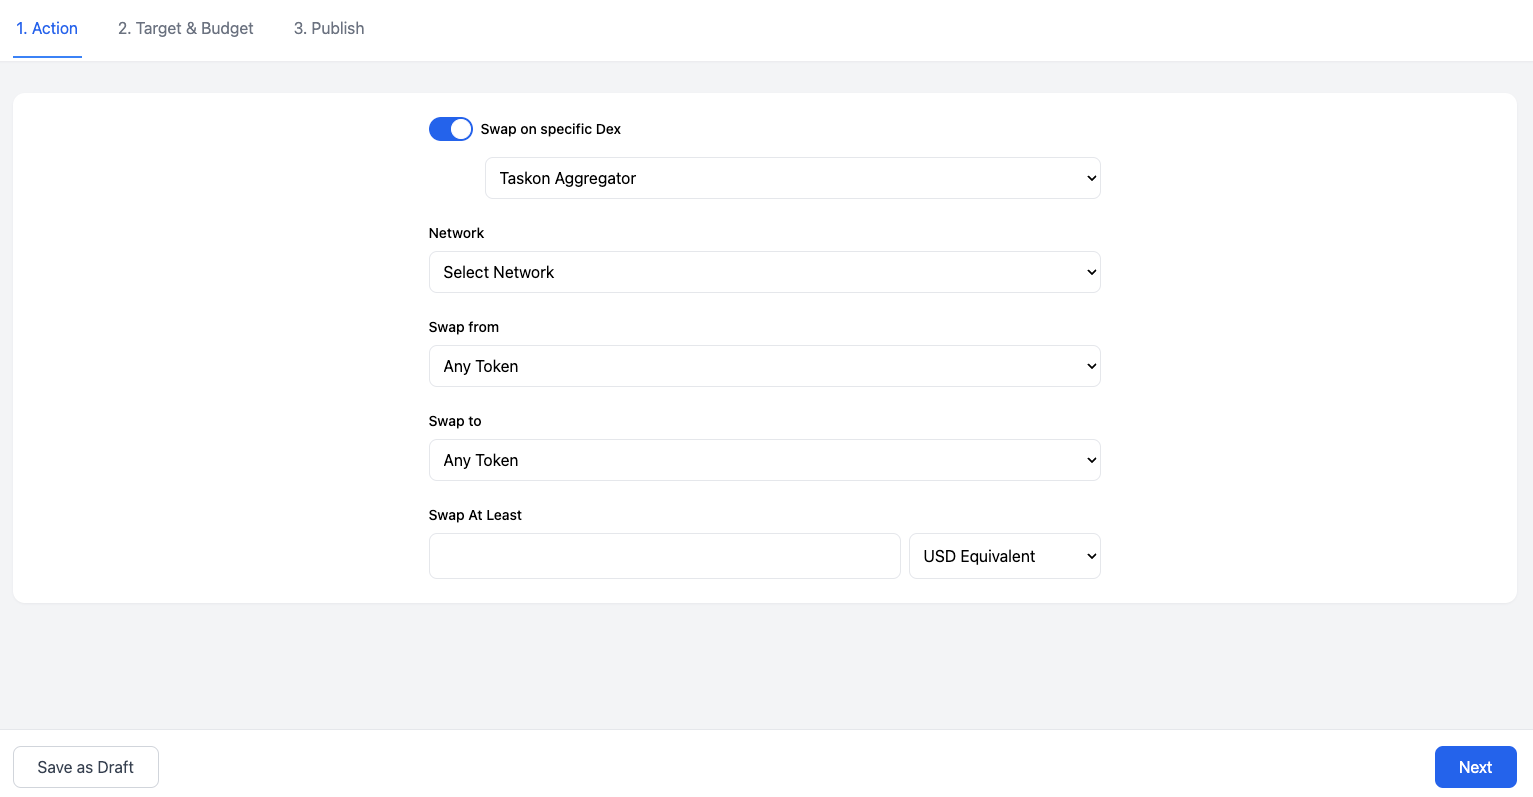 1. Action 2. Target & Budget 3. Publish
Swap on specific Dex
Taskon Aggregator
Network
Select Network
Swap from
Any Token
Swap to
Any Token
Swap At Least
USD Equivalent
Save as Draft Next